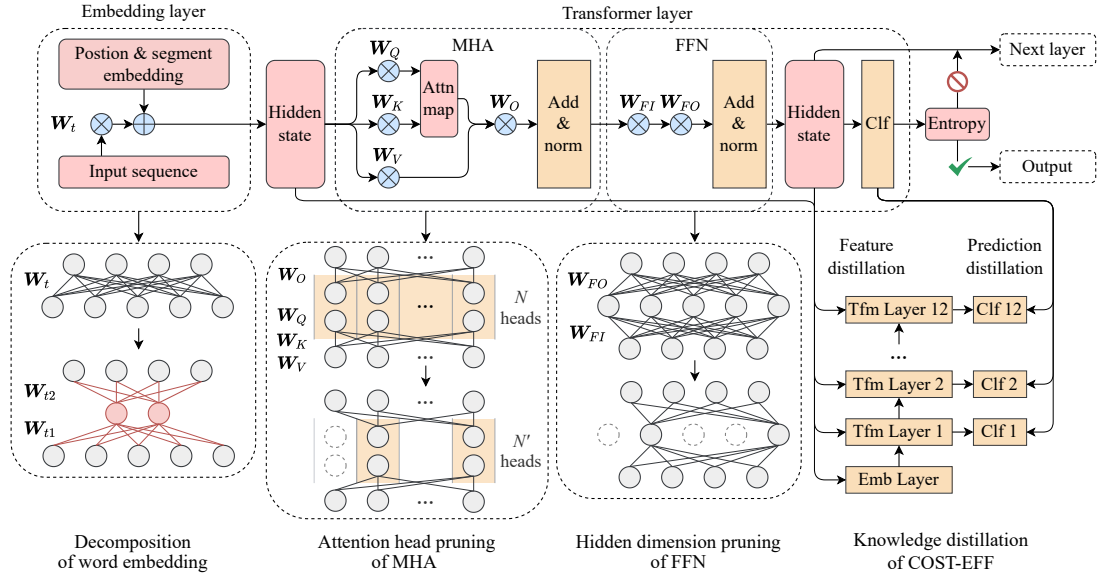 Embedding layer
Transformer layer
Postion & segment
embedding
W_t
Input sequence
Hidden
state
MHA
W_Q
W_K
W_V
Attn
map
W_O
Add
&
norm
FFN
W_FI W_FO
Add
&
norm
Hidden
state
Clf
Entropy
Next layer
Output
W_t
W_t2
W_t1
W_O
W_Q
W_K
W_V
...
...
...
N
heads
...
...
N'
heads
...
W_FO
W_FI
Feature
distillation
Prediction
distillation
Tfm Layer 12
Clf 12
...
Tfm Layer 2
Clf 2
Tfm Layer 1
Clf 1
Emb Layer
Decomposition
of word embedding
Attention head pruning
of MHA
Hidden dimension pruning
of FFN
Knowledge distillation
of COST-EFF